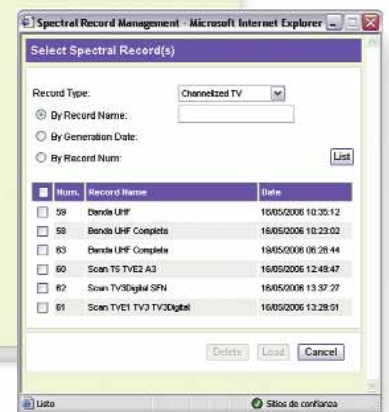 Spectral Record Management - Microsoft Internet Explorer
Select Spectral Record(s)
Record Type: Channelized TV
By Record Name:
By Generation Date:
By Record Num: List
Num. Record Name Date
59 Banda UHF 16/05/2006 10:35:12
58 Banda UHF Completa 16/05/2006 10:23:02
63 Banda UHF Completa 19/05/2006 08:28:44
60 Scan T5 TVE2 A3 16/05/2006 12:49:47
62 Scan TV3Digital SFN 16/05/2006 13:37:27
61 Scan TVE1 TV3 TV3Digital 16/05/2006 13:29:51
Delete Load Cancel
Listo Sitios de confianza